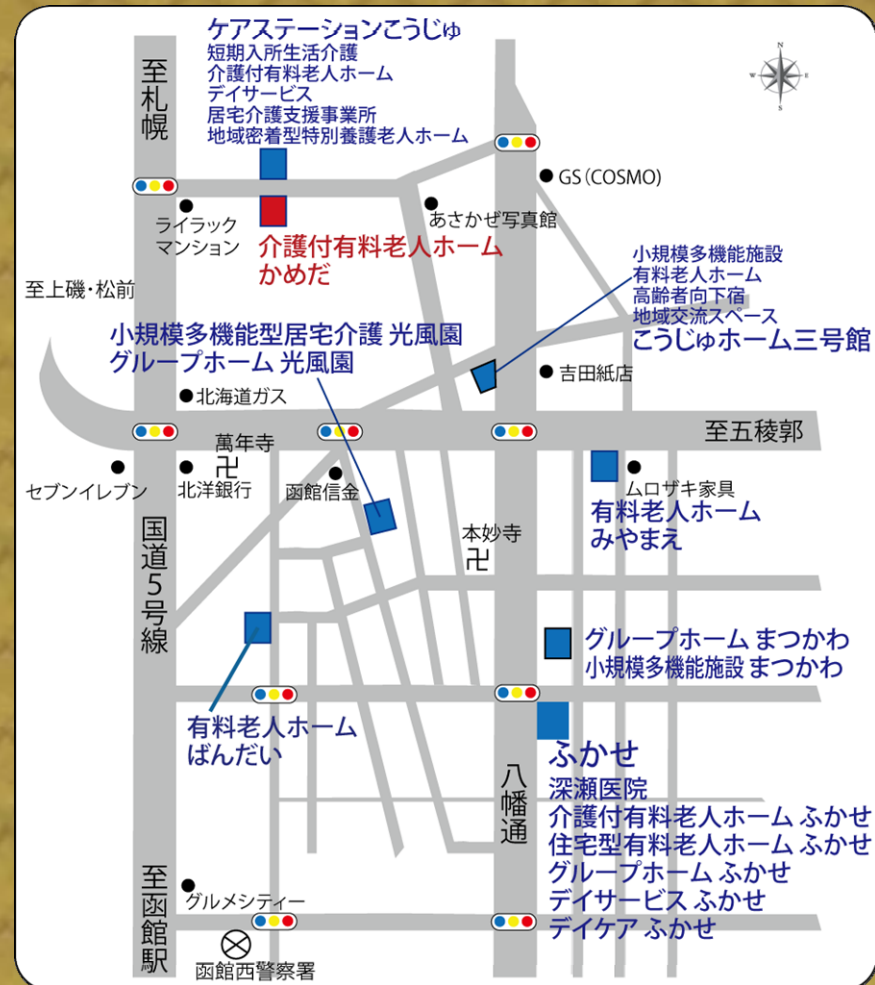 ケアステーションこうじゅ
短期入所生活介護
介護付有料老人ホーム
デイサービス
居宅介護支援事業所
地域密着型特別養護老人ホーム
至札幌
N
W
E
S
GS(COSMO)
ライラック
マンション
あさかぜ写真館
介護付有料老人ホーム
かめだ
小規模多機能施設
有料老人ホーム
高齢者向下宿
地域交流スペース
こうじゅホーム三号館
至上磯・松前
小規模多機能型居宅介護 光風園
グループホーム 光風園
吉田紙店
北海道ガス
至五稜郭
萬年寺
卍
セブンイレブン
北洋銀行
函館信金
ムロザキ家具
有料老人ホーム
みやまえ
国道5号線
本妙寺
卍
グループホーム まつかわ
小規模多機能施設 まつかわ
有料老人ホーム
ばんだい
ふかせ
深瀬医院
介護付有料老人ホーム ふかせ
住宅型有料老人ホーム ふかせ
グループホーム ふかせ
デイサービス ふかせ
デイケア ふかせ
八幡通
至函館駅
グルメシティー
函館西警察署